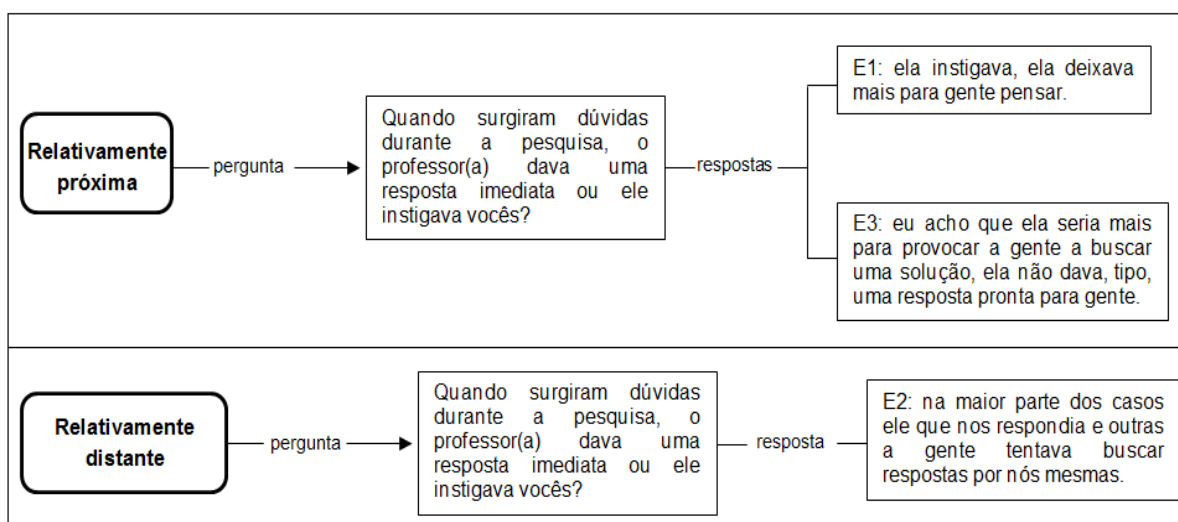 Relativamente
próxima
pergunta
Quando surgiram dúvidas
durante a pesquisa, o
professor(a) dava uma
resposta imediata ou ele
instigava vocês?
respostas
E1: ela instigava, ela deixava
mais para gente pensar.
E3: eu acho que ela seria mais
para provocar a gente a buscar
uma solução, ela não dava, tipo,
uma resposta pronta para gente.
Relativamente
distante
pergunta
Quando surgiram dúvidas
durante a pesquisa, o
professor(a) dava uma
resposta imediata ou ele
instigava vocês?
resposta
E2: na maior parte dos casos
ele que nos respondia e outras
a gente tentava buscar
respostas por nós mesmas.